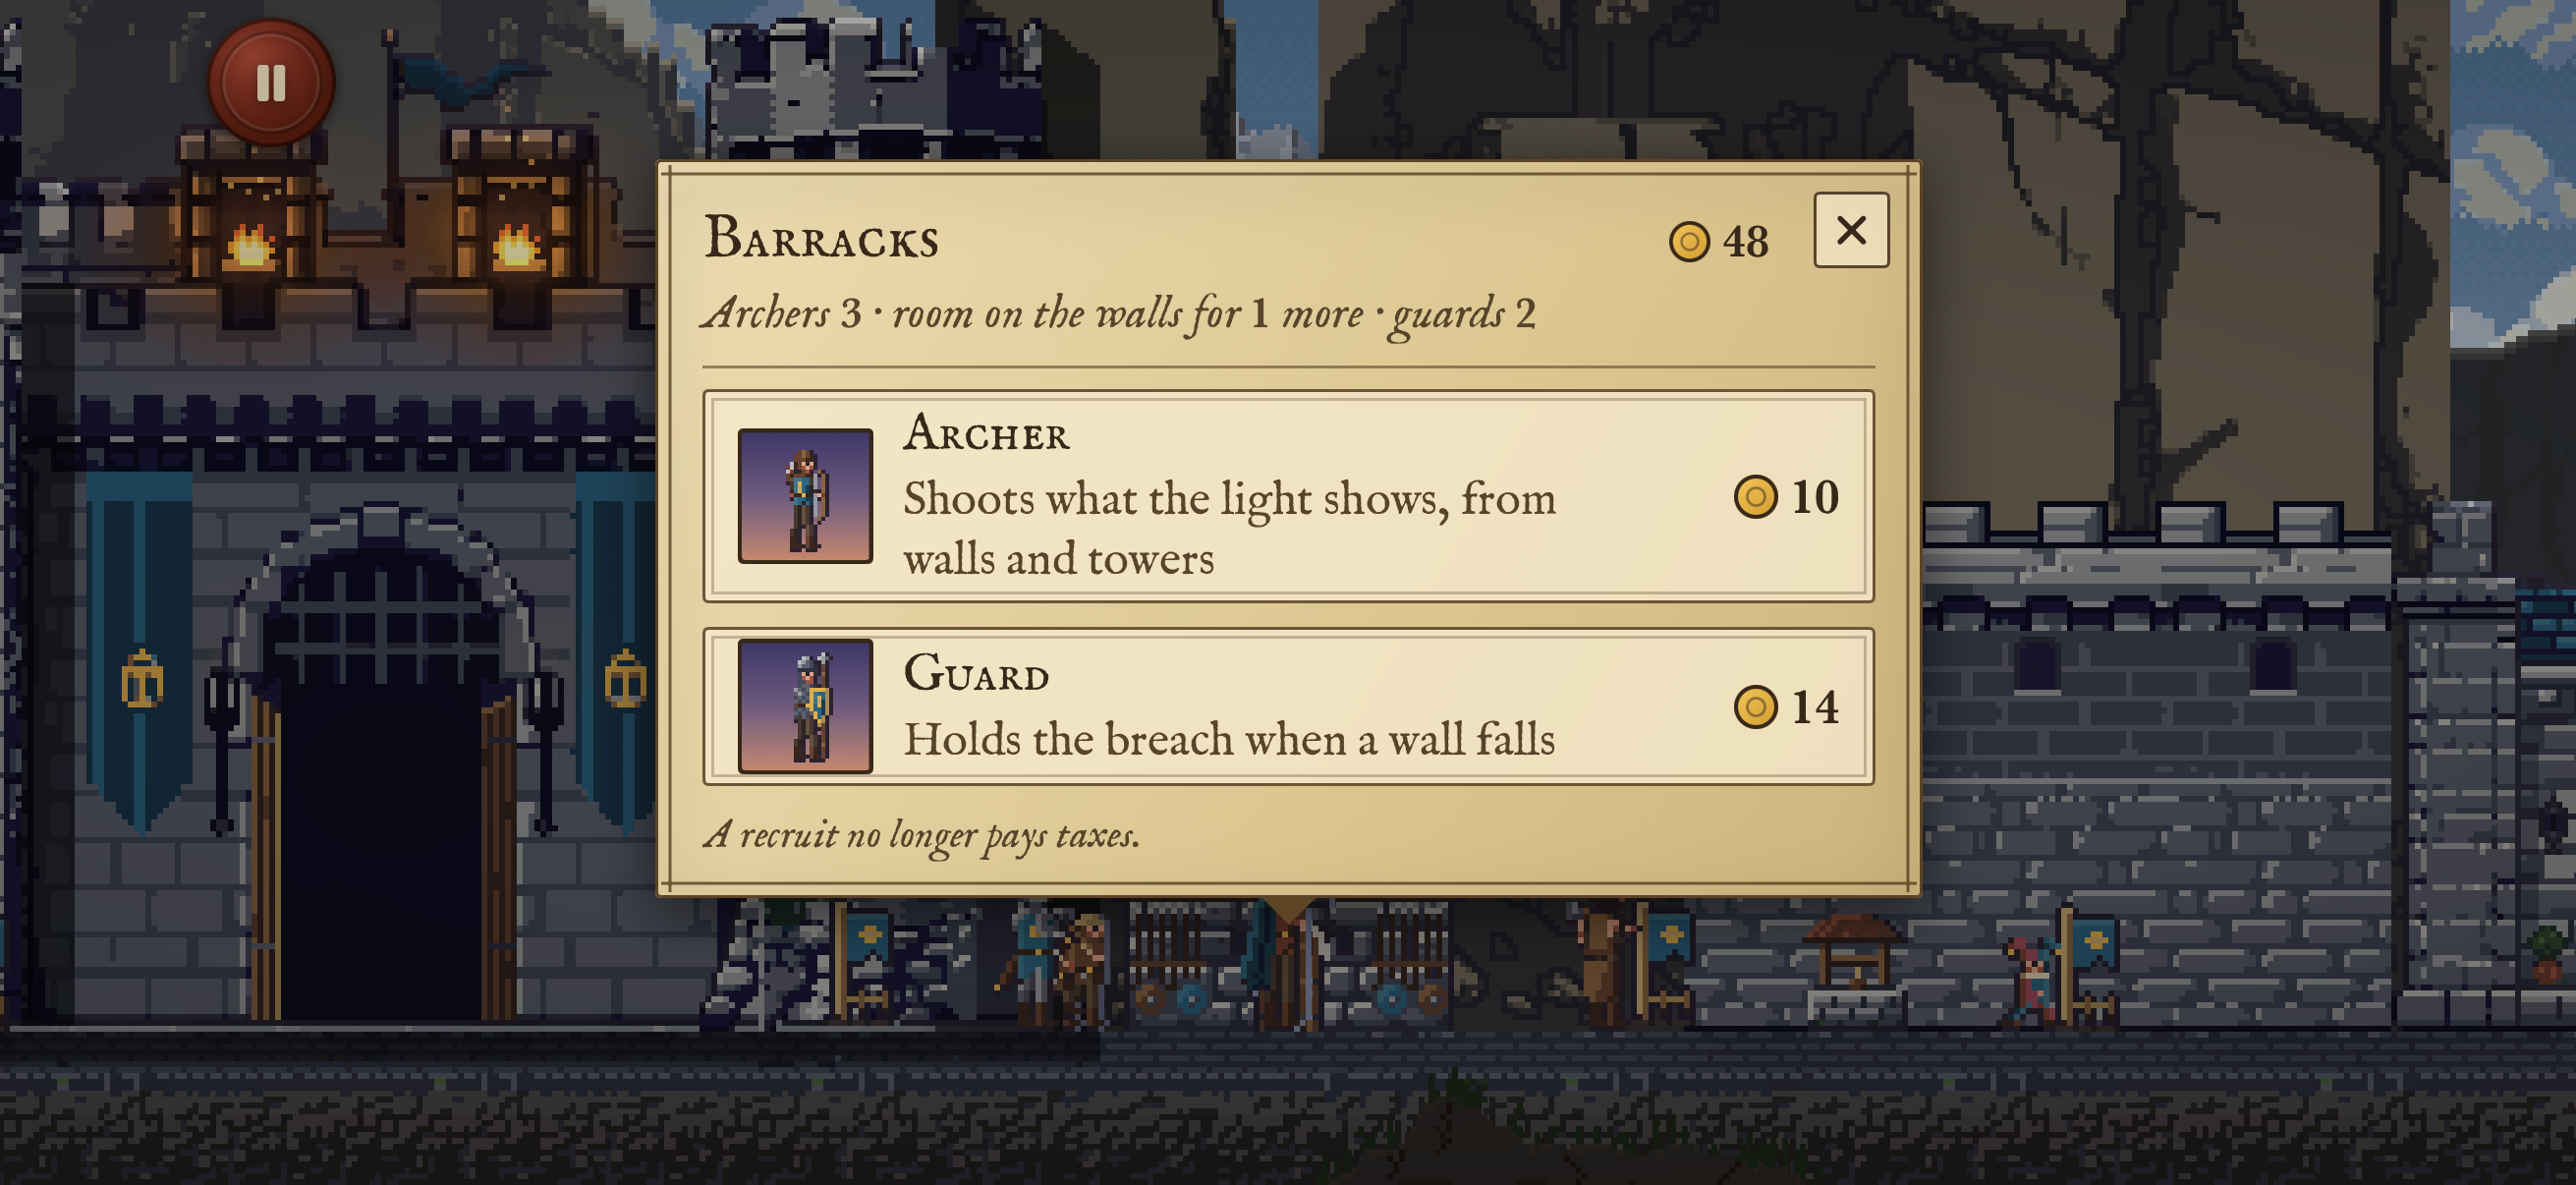 Barracks
48
Archers 3 · room on the walls for 1 more · guards 2
Archer
Shoots what the light shows, from
walls and towers
10
Guard
Holds the breach when a wall falls
14
A recruit no longer pays taxes.